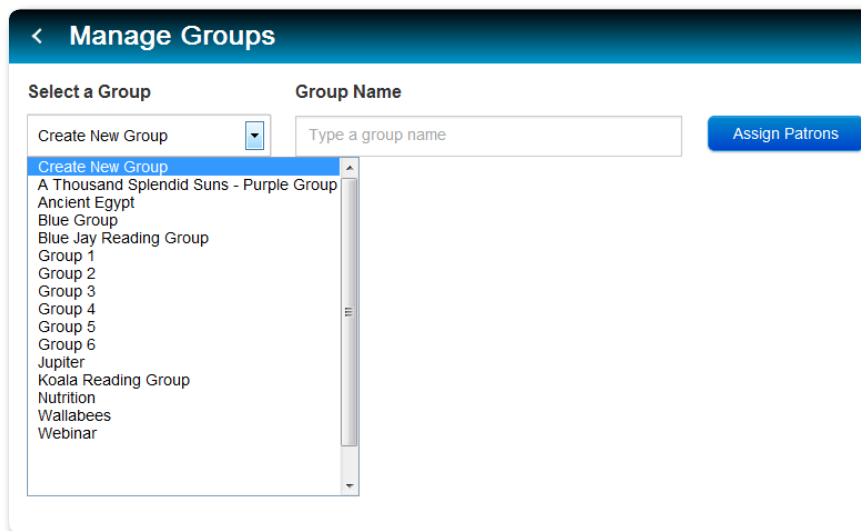 Manage Groups
Select a Group
Group Name
Create New Group
Type a group name
Assign Patrons
Create New Group
A Thousand Splendid Suns - Purple Group
Ancient Egypt
Blue Group
Blue Jay Reading Group
Group 1
Group 2
Group 3
Group 4
Group 5
Group 6
Jupiter
Koala Reading Group
Nutrition
Wallabees
Webinar